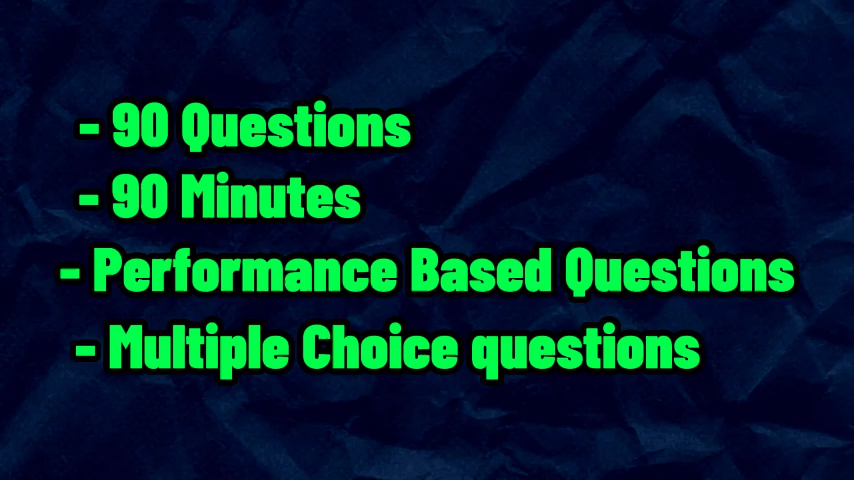 - 90 Questions
- 90 Minutes
- Performance Based Questions
- Multiple Choice questions